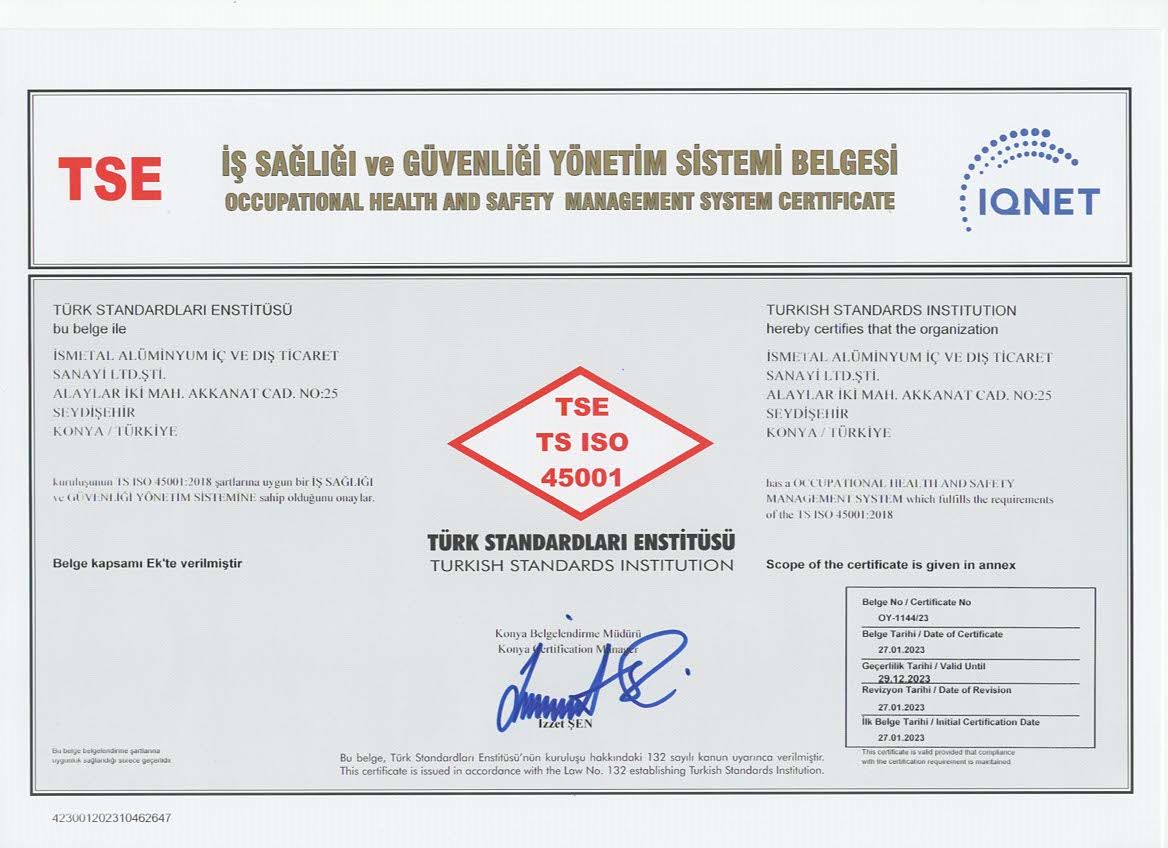 TSE
İŞ SAĞLIĞI ve GÜVENLİĞİ YÖNETİM SİSTEMİ BELGESİ
OCCUPATIONAL HEALTH AND SAFETY MANAGEMENT SYSTEM CERTIFICATE
IQNET
TÜRK STANDARDLARI ENSTİTÜSÜ
bu belge ile
İSMETAL ALÜMİNYUM İÇ VE DIŞ TİCARET
SANAYİ LTD.ŞTİ.
ALAYLAR İKİ MAH. AKKANAT CAD. NO:25
SEYDİŞEHİR
KONYA / TÜRKİYE
kuruluşunun TS ISO 45001:2018 şartlarına uygun bir İŞ SAĞLIĞI
ve GÜVENLİĞİ YÖNETİM SİSTEMİNE sahip olduğunu onaylar.
Belge kapsamı Ek'te verilmiştir
TSE
TS ISO
45001
TÜRK STANDARDLARI ENSTİTÜSÜ
TURKISH STANDARDS INSTITUTION
TURKISH STANDARDS INSTITUTION
hereby certifies that the organization
İSMETAL ALÜMİNYUM İÇ VE DIŞ TİCARET
SANAYİ LTD.ŞTİ.
ALAYLAR İKİ MAH. AKKANAT CAD. NO:25
SEYDİŞEHİR
KONYA / TÜRKİYE
has a OCCUPATIONAL HEALTH AND SAFETY
MANAGEMENT SYSTEM which fulfills the requirements
of the TS ISO 45001:2018
Scope of the certificate is given in annex
Konya Belgelendirme Müdürü
Konya Certification Manager
İzzet ŞEN
Belge No / Certificate No
OY-1144/23
Belge Tarihi / Date of Certificate
27.01.2023
Geçerlilik Tarihi / Valid Until
29.12.2023
Revizyon Tarihi / Date of Revision
27.01.2023
İlk Belge Tarihi / Initial Certification Date
27.01.2023
Bu belge belgelendirme şartlarına
uygunluk sağlandığı sürece geçerlidir.
Bu belge, Türk Standardları Enstitüsü'nün kuruluşu hakkındaki 132 sayılı kanun uyarınca verilmiştir.
This certificate is issued in accordance with the Law No. 132 establishing Turkish Standards Institution.
This certificate is valid provided that compliance
with the certification requirement is maintained
423001202310462647